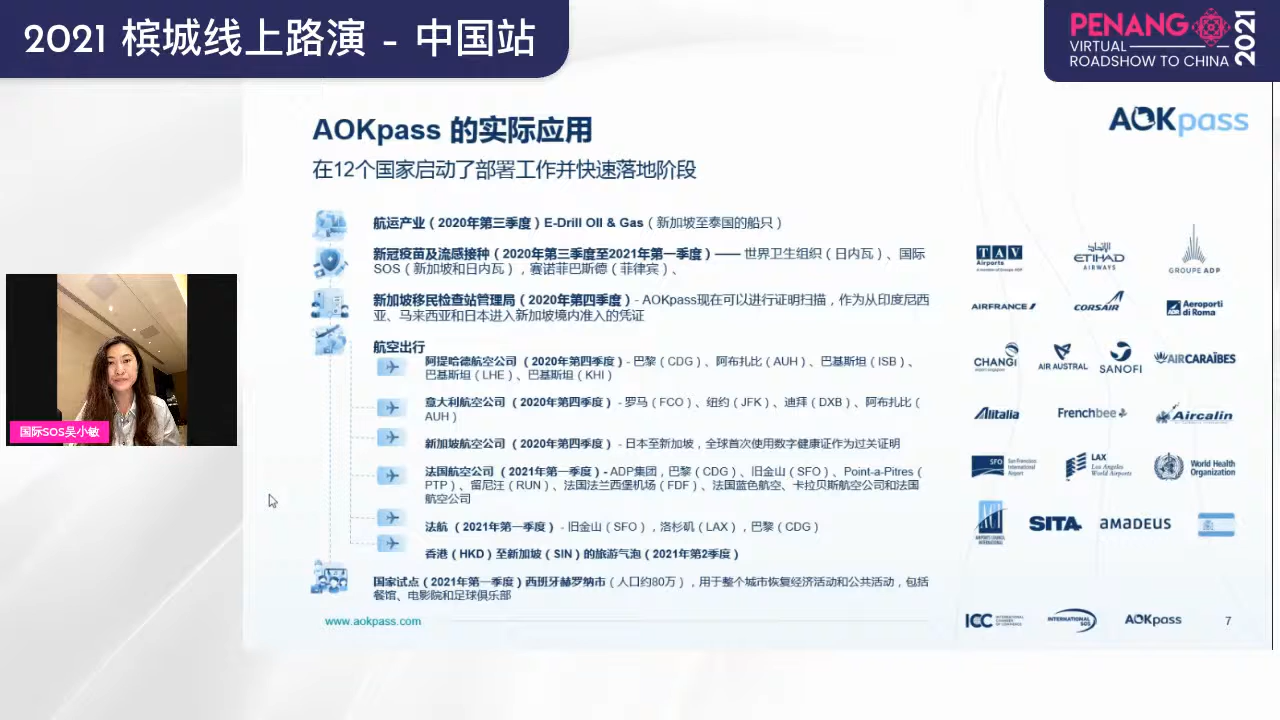 2021 槟城线上路演 - 中国站
PENANG
VIRTUAL
ROADSHOW TO CHINA
2021
AOKpass
AOKpass 的实际应用
在12个国家启动了部署工作并快速落地阶段
航运产业（2020年第三季度）E-Drill OIl & Gas（新加坡至泰国的船只）
新冠疫苗及流感接种（2020年第三季度至2021年第一季度）—— 世界卫生组织（日内瓦）、国际
SOS（新加坡和日内瓦），赛诺菲巴斯德（菲律宾）、
新加坡移民检查站管理局（2020年第四季度）- AOKpass现在可以进行证明扫描，作为从印度尼西
亚、马来西亚和日本进入新加坡境内准入的凭证
航空出行
阿提哈德航空公司 （2020年第四季度）- 巴黎（CDG）、阿布扎比（AUH）、巴基斯坦（ISB）、
巴基斯坦（LHE）、巴基斯坦（KHI）
意大利航空公司 （2020年第四季度） - 罗马（FCO）、纽约（JFK）、迪拜（DXB）、阿布扎比（
AUH）
新加坡航空公司 （2020年第四季度）- 日本至新加坡，全球首次使用数字健康证作为过关证明
法国航空公司 （2021年第一季度）- ADP集团，巴黎（CDG）、旧金山（SFO）、Point-a-Pitres（
PTP）、留尼汪（RUN）、法国法兰西堡机场（FDF）、法国蓝色航空、卡拉贝斯航空公司和法国
航空公司
法航 （2021年第一季度） - 旧金山（SFO），洛杉矶（LAX），巴黎（CDG）
香港（HKD）至新加坡（SIN）的旅游气泡（2021年第2季度）
国家试点（2021年第一季度）西班牙赫罗纳市（人口约80万），用于整个城市恢复经济活动和公共活动，包括
餐馆、电影院和足球俱乐部
www.aokpass.com
TAV
Airports
ETIHAD
AIRWAYS
GROUPE ADP
AIRFRANCE
CORSAIR
Aeroporti
di Roma
CHANGI
AIR AUSTRAL
SANOFI
AIRCARAÏBES
Alitalia
Frenchbee
Aircalin
SFO
San Francisco
International
Airport
LAX
Los Angeles
World Airports
World Health
Organization
SITA
AMADEUS
ICC
INTERNATIONAL
SOS
AOKpass
7
国际SOS吴小敏